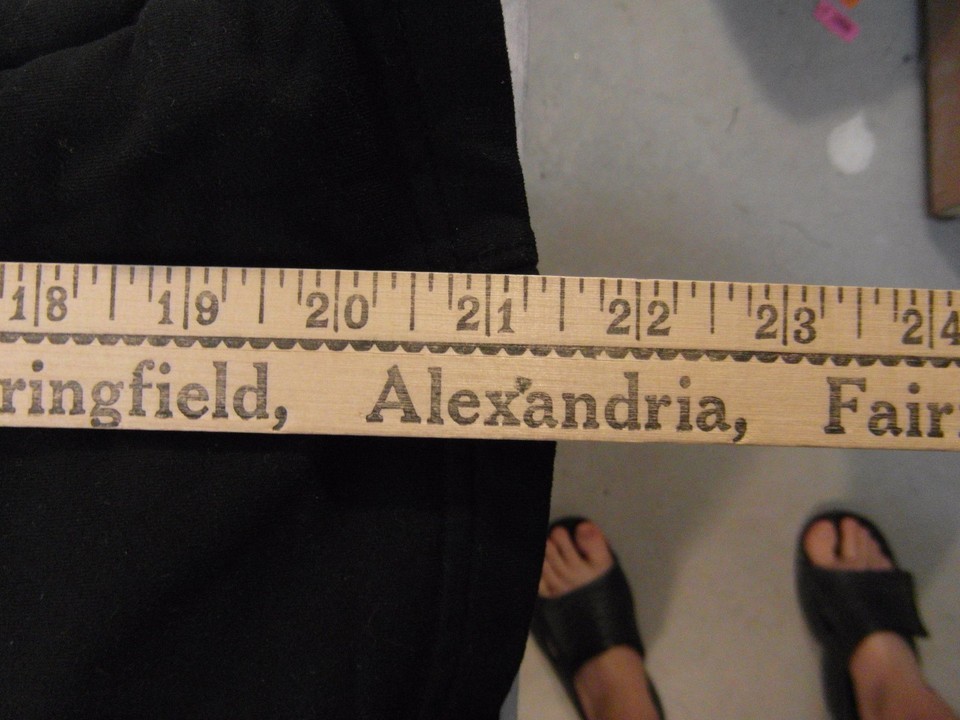 18 19 20 21 22 23 24
ringfield, Alexandria, Fair